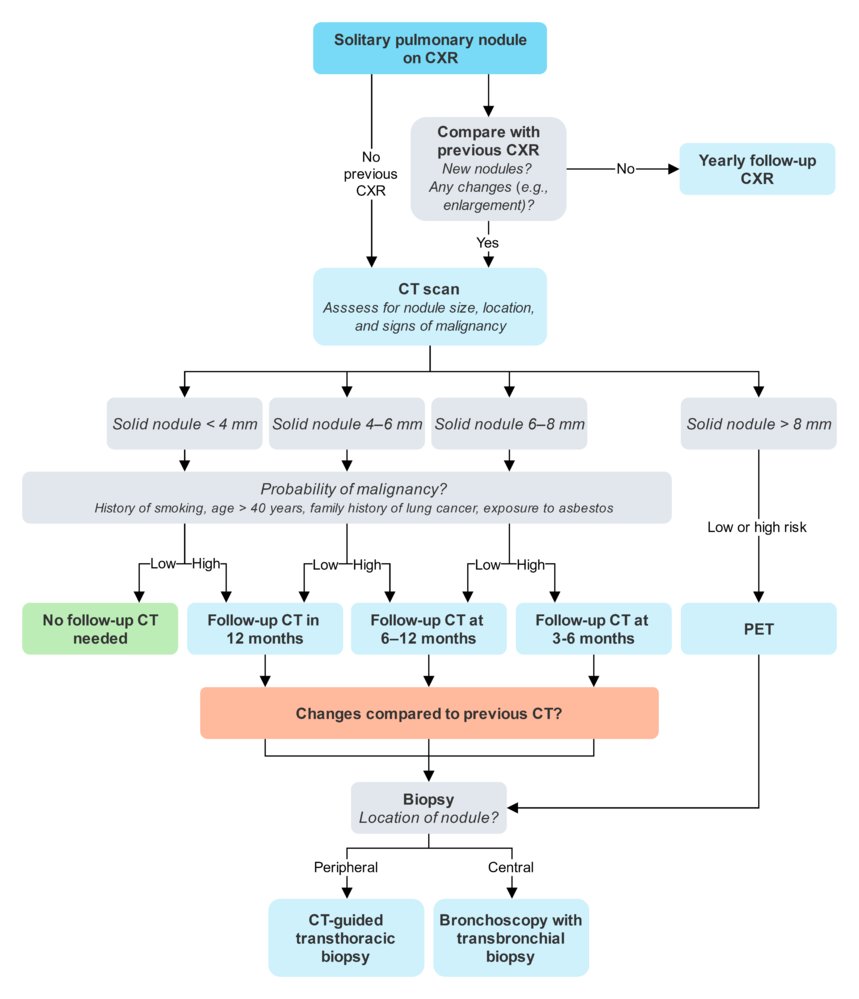 Solitary pulmonary nodule
on CXR
No
previous
CXR
Compare with
previous CXR
New nodules?
Any changes (e.g.,
enlargement)?
No
Yearly follow-up
CXR
Yes
CT scan
Asssess for nodule size, location,
and signs of malignancy
Solid nodule < 4 mm
Solid nodule 4–6 mm
Solid nodule 6–8 mm
Solid nodule > 8 mm
Probability of malignancy?
History of smoking, age > 40 years, family history of lung cancer, exposure to asbestos
Low or high risk
Low
High
Low
High
Low
High
No follow-up CT
needed
Follow-up CT in
12 months
Follow-up CT at
6–12 months
Follow-up CT at
3-6 months
PET
Changes compared to previous CT?
Biopsy
Location of nodule?
Peripheral
Central
CT-guided
transthoracic
biopsy
Bronchoscopy with
transbronchial
biopsy